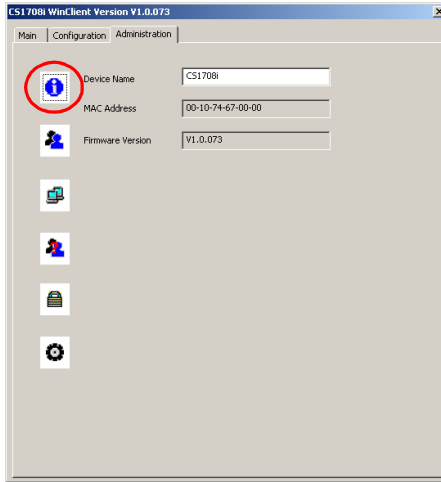 CS1708i WinClient Version V1.0.073
Main Configuration Administration
Device Name CS1708i
MAC Address 00-10-74-67-00-00
Firmware Version V1.0.073